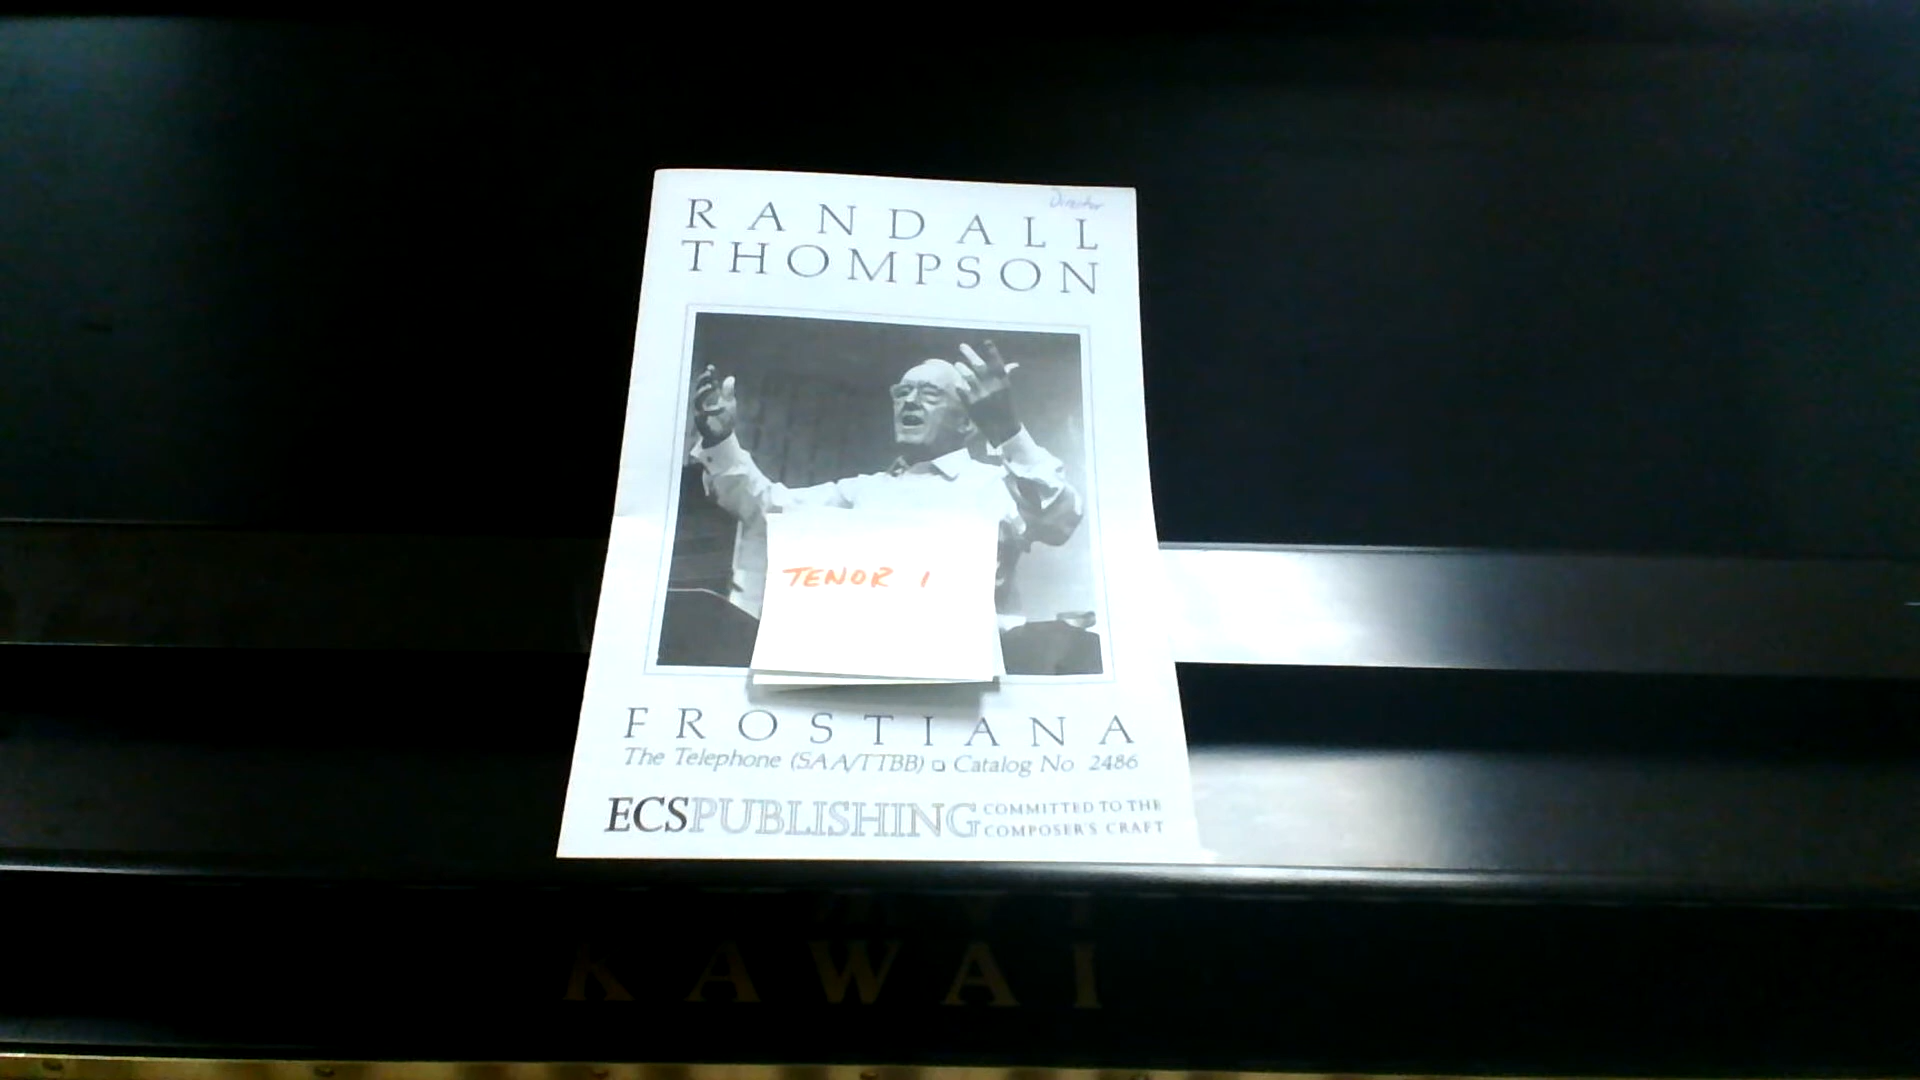 Director
RANDALL
THOMPSON
TENOR 1
FROSTIANA
The Telephone (SAA/TTBB) ▫ Catalog No 2486
ECSPUBLISHING COMMITTED TO THE
COMPOSER'S CRAFT
KAWAI